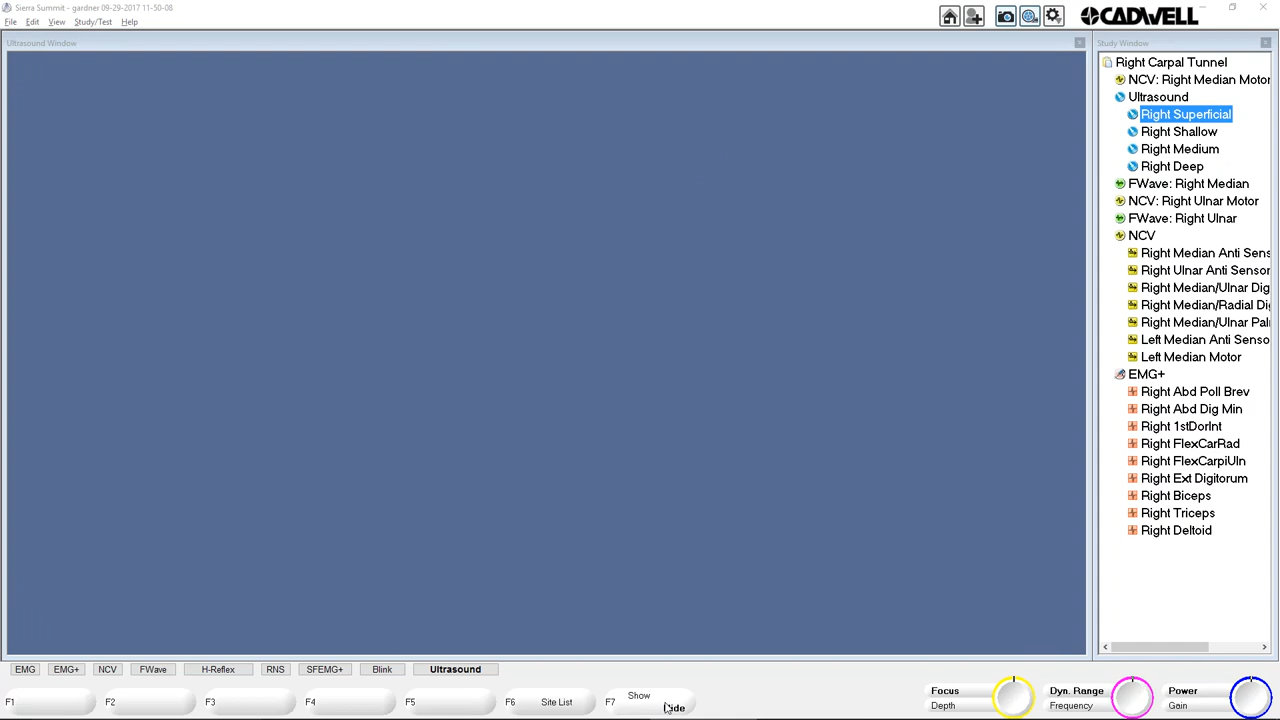 Sierra Summit - gardner 09-29-2017 11-50-08
File Edit View Study/Test Help
CADWELL
Ultrasound Window
Study Window
Right Carpal Tunnel
NCV: Right Median Motor
Ultrasound
Right Superficial
Right Shallow
Right Medium
Right Deep
FWave: Right Median
NCV: Right Ulnar Motor
FWave: Right Ulnar
NCV
Right Median Anti Sens
Right Ulnar Anti Sensor
Right Median/Ulnar Dig
Right Median/Radial Di
Right Median/Ulnar Pal
Left Median Anti Senso
Left Median Motor
EMG+
Right Abd Poll Brev
Right Abd Dig Min
Right 1stDorInt
Right FlexCarRad
Right FlexCarpiUln
Right Ext Digitorum
Right Biceps
Right Triceps
Right Deltoid
EMG EMG+ NCV FWave H-Reflex RNS SFEMG+ Blink Ultrasound
F1 F2 F3 F4 F5 F6 Site List F7 Show
Focus
Depth
Dyn. Range
Frequency
Power
Gain